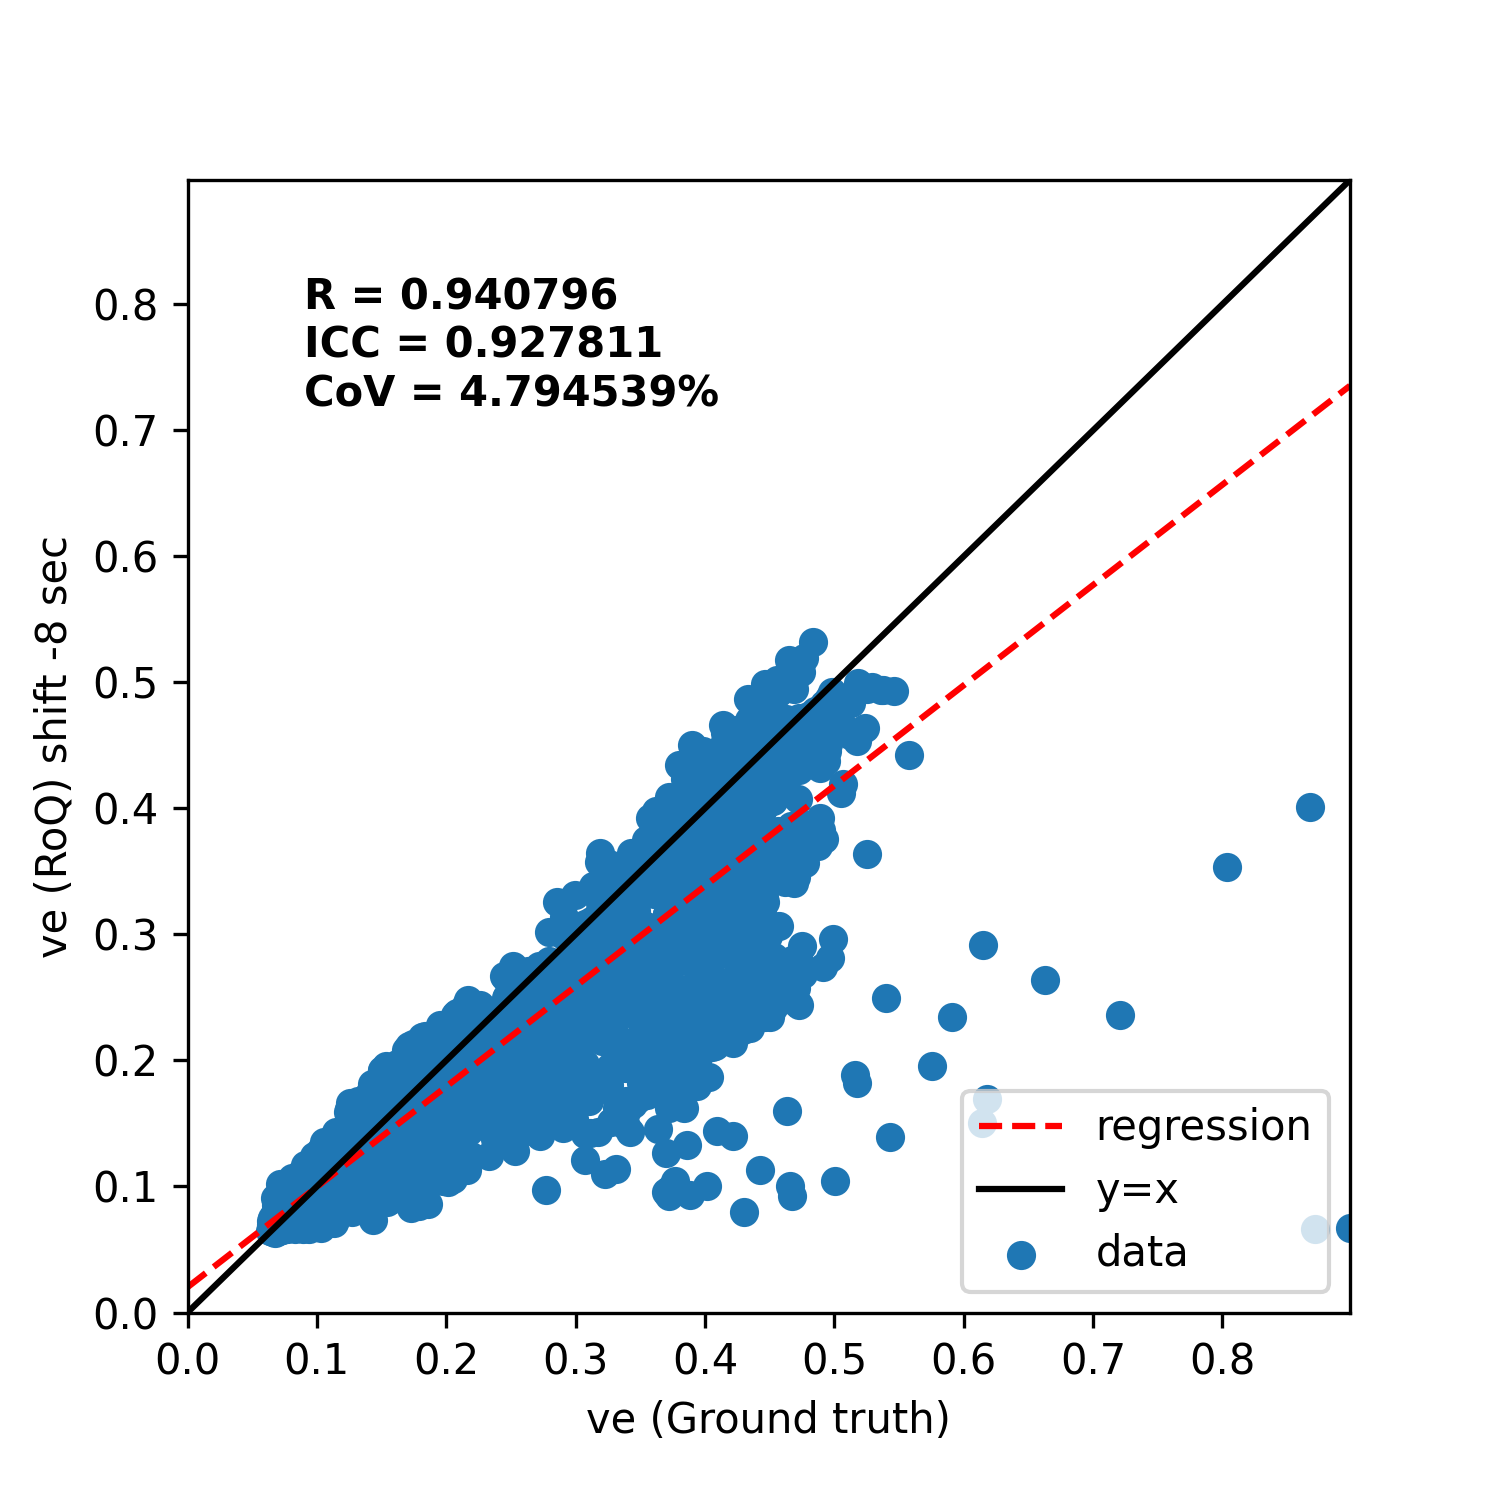 R = 0.940796
ICC = 0.927811
CoV = 4.794539%
ve (RoQ) shift -8 sec
0.8
0.7
0.6
0.5
0.4
0.3
0.2
0.1
0.0
regression
y=x
data
0.0 0.1 0.2 0.3 0.4 0.5 0.6 0.7 0.8
ve (Ground truth)